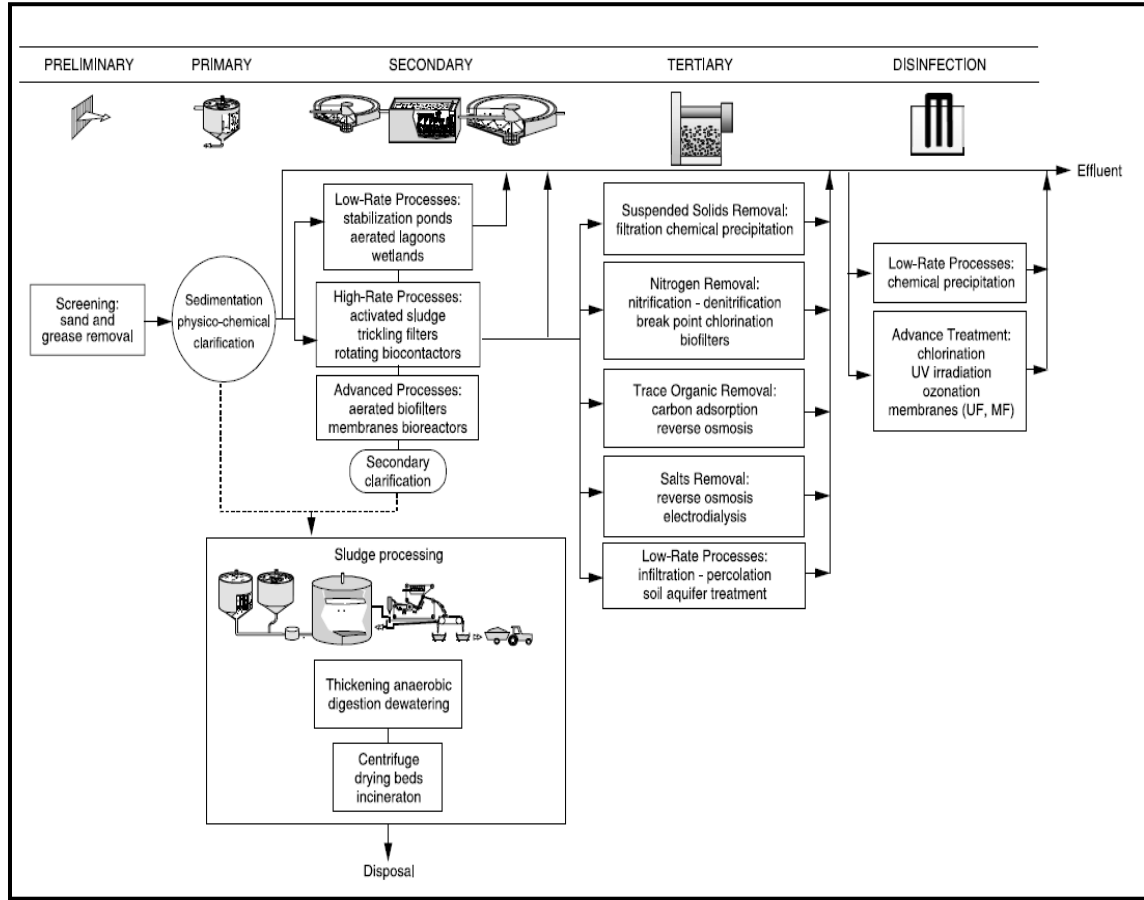 PRELIMINARY
PRIMARY
SECONDARY
TERTIARY
DISINFECTION
Effluent
Screening:
sand and
grease removal
Sedimentation
physico-chemical
clarification
Low-Rate Processes:
stabilization ponds
aerated lagoons
wetlands
High-Rate Processes:
activated sludge
trickling filters
rotating biocontactors
Advanced Processes:
aerated biofilters
membranes bioreactors
Secondary
clarification
Suspended Solids Removal:
filtration chemical precipitation
Nitrogen Removal:
nitrification - denitrification
break point chlorination
biofilters
Trace Organic Removal:
carbon adsorption
reverse osmosis
Salts Removal:
reverse osmosis
electrodialysis
Low-Rate Processes:
infiltration - percolation
soil aquifer treatment
Low-Rate Processes:
chemical precipitation
Advance Treatment:
chlorination
UV irradiation
ozonation
membranes (UF, MF)
Sludge processing
Thickening anaerobic
digestion dewatering
Centrifuge
drying beds
incineraton
Disposal